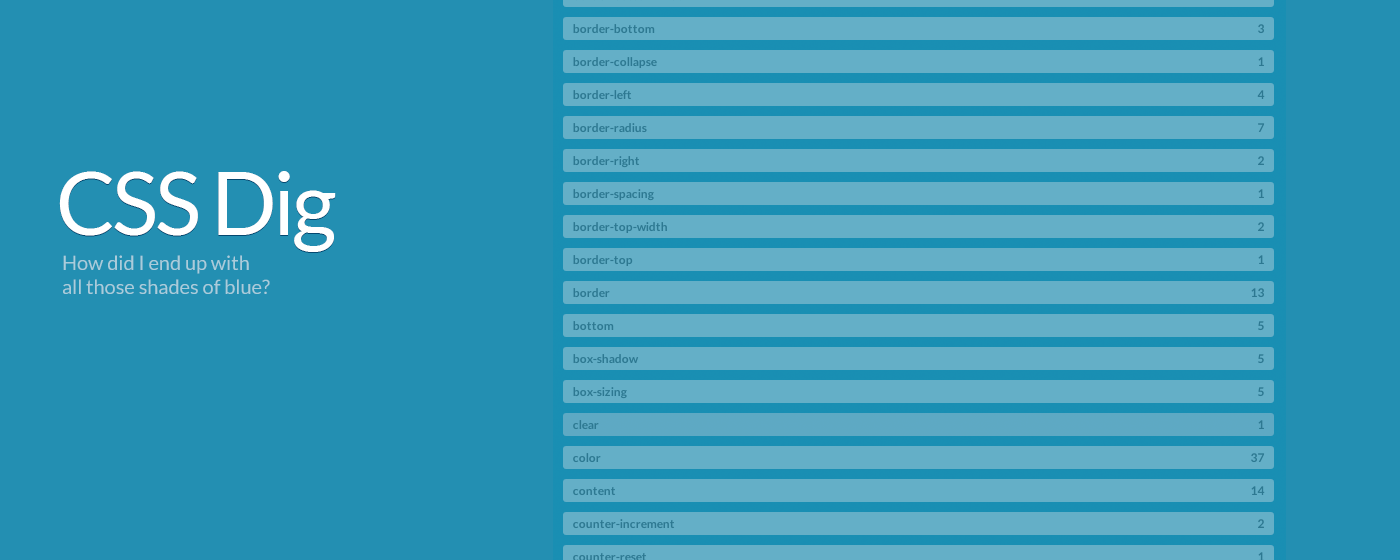 CSS Dig
How did I end up with
all those shades of blue?
border-bottom 3
border-collapse 1
border-left 4
border-radius 7
border-right 2
border-spacing 1
border-top-width 2
border-top 1
border 13
bottom 5
box-shadow 5
box-sizing 5
clear 1
color 37
content 14
counter-increment 2
counter-reset 1